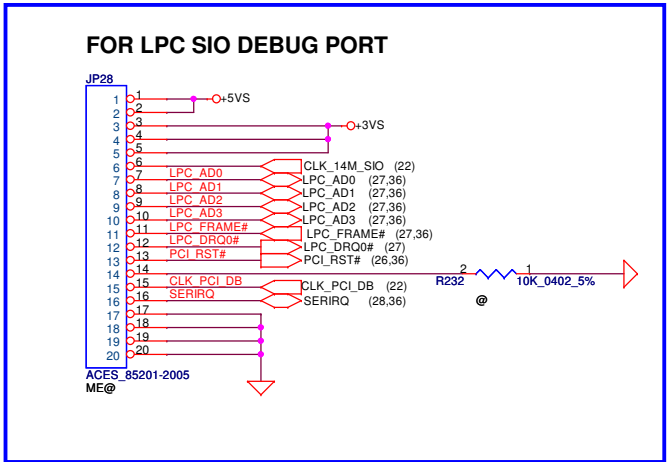 FOR LPC SIO DEBUG PORT
JP28
1 1 +5VS
2 2
3 3 +3VS
4 4
5 5
6 6 CLK_14M_SIO (22)
7 7 LPC_AD0 LPC_AD0 (27,36)
8 8 LPC_AD1 LPC_AD1 (27,36)
9 9 LPC_AD2 LPC_AD2 (27,36)
10 10 LPC_AD3 LPC_AD3 (27,36)
11 11 LPC_FRAME# LPC_FRAME# (27,36)
12 12 LPC_DRQ0# LPC_DRQ0# (27)
13 13 PCI_RST# PCI_RST# (26,36)
14 14 2 1
R232 10K_0402_5%
@
15 15 CLK_PCI_DB CLK_PCI_DB (22)
16 16 SERIRQ SERIRQ (28,36)
17 17
18 18
19 19
20 20
ACES_85201-2005
ME@